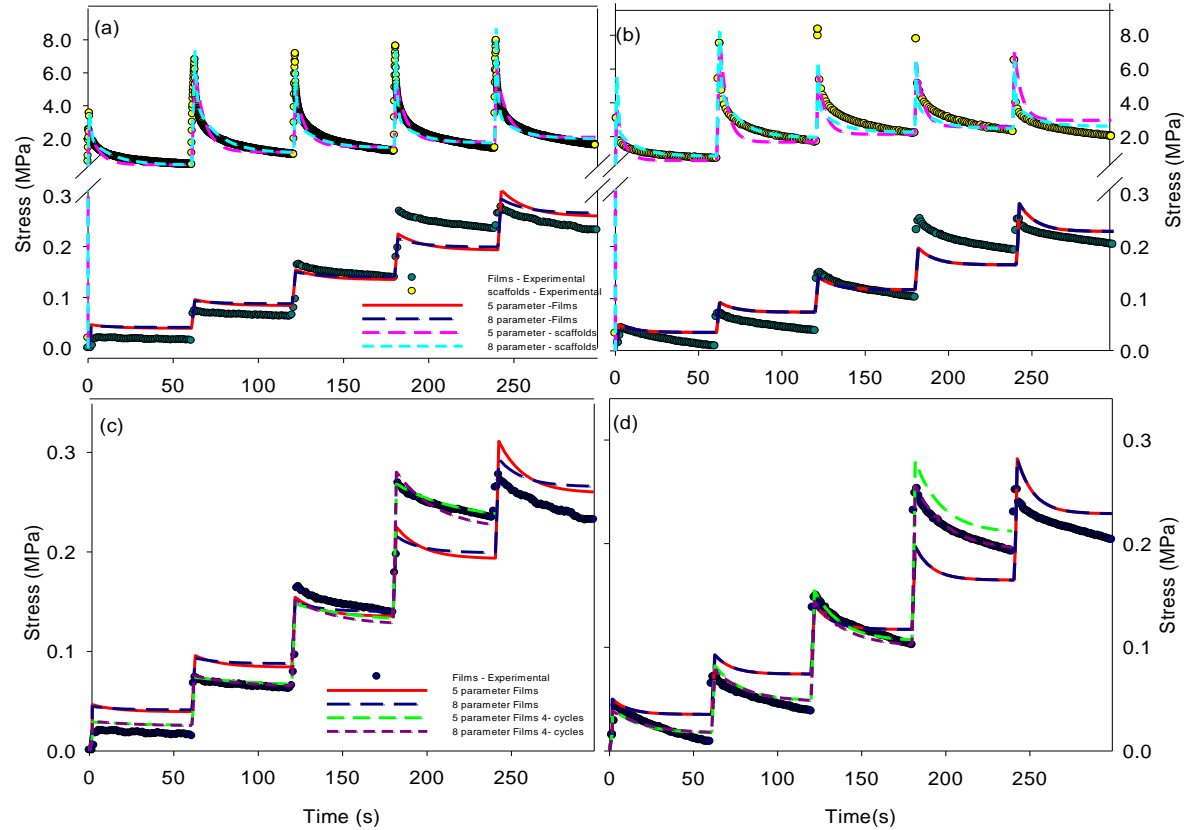 (a)
8.0
6.0
4.0
2.0
0.3
0.2
0.1
0.0
Stress (MPa)
0
50
100
150
200
250
Films - Experimental
scaffolds - Experimental
5 parameter -Films
8 parameter -Films
5 parameter - scaffolds
8 parameter - scaffolds
(b)
8.0
6.0
4.0
2.0
0.3
0.2
0.1
0.0
Stress (MPa)
0
50
100
150
200
250
(c)
0.3
0.2
0.1
0.0
Stress (MPa)
0
50
100
150
200
250
Time (s)
Films - Experimental
5 parameter Films
8 parameter Films
5 parameter Films 4- cycles
8 parameter Films 4- cycles
(d)
0.3
0.2
0.1
0.0
Stress (MPa)
0
50
100
150
200
250
Time(s)